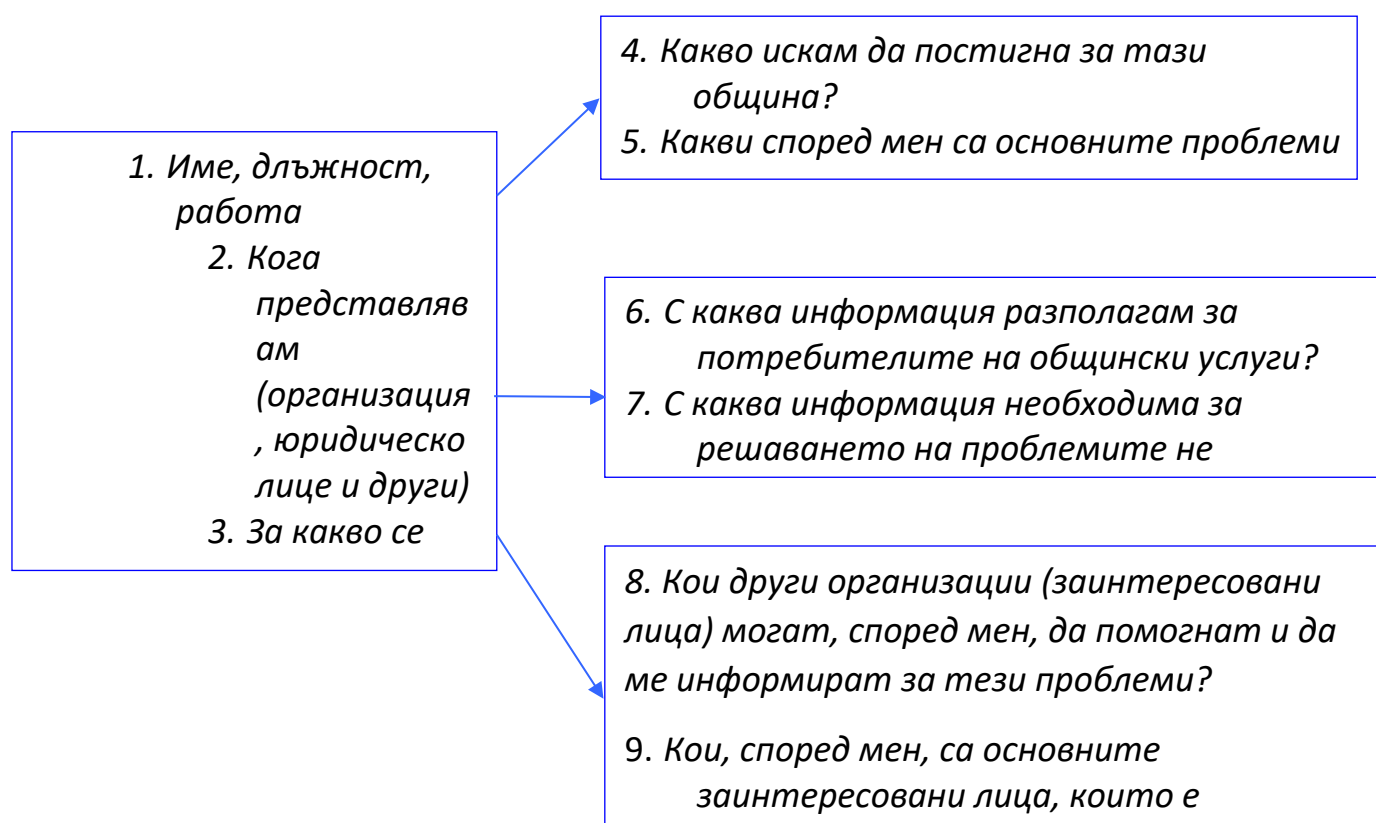 1. Име, длъжност,
работа
2. Кога
представляв
ам
(организация
, юридическо
лице и други)
3. За какво се
4. Какво искам да постигна за тази
община?
5. Какви според мен са основните проблеми
6. С каква информация разполагам за
потребителите на общински услуги?
7. С каква информация необходима за
решаването на проблемите не
8. Кои други организации (заинтересовани
лица) могат, според мен, да помогнат и да
ме информират за тези проблеми?
9. Кои, според мен, са основните
заинтересовани лица, които е